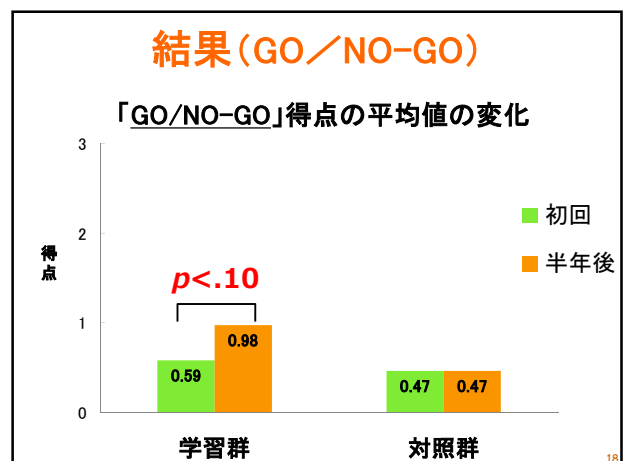 結果(GO/NO-GO)
「GO/NO-GO」得点の平均値の変化
3
2
1
0
得点
p<.10
0.59
0.98
0.47
0.47
学習群
対照群
初回
半年後
18